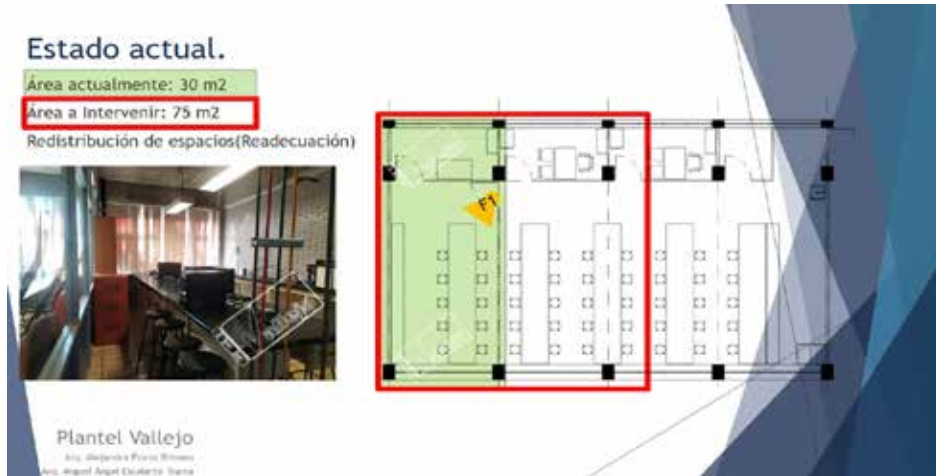 Estado actual.
Área actualmente: 30 m2
Área a Intervenir: 75 m2
Redistribución de espacios(Readecuación)
F1
Plantel Vallejo